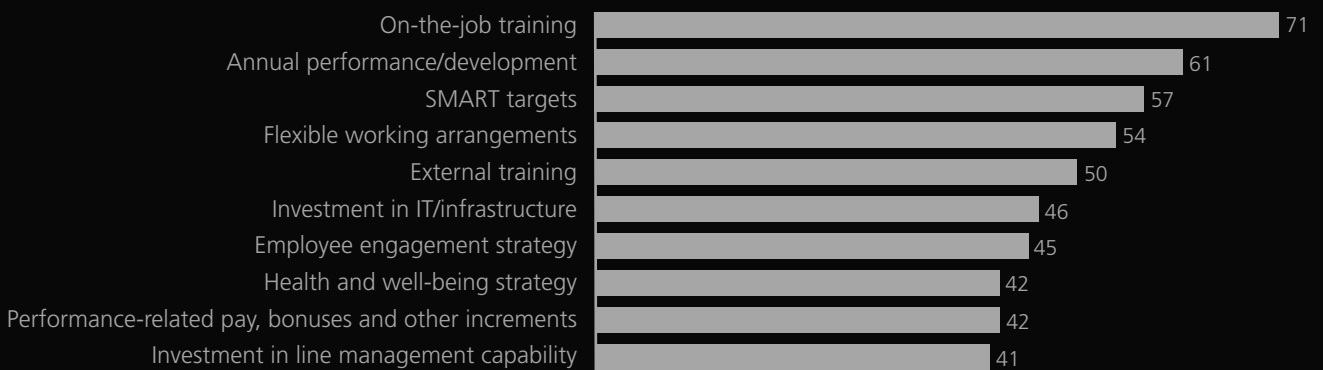 On-the-job training 71
Annual performance/development 61
SMART targets 57
Flexible working arrangements 54
External training 50
Investment in IT/infrastructure 46
Employee engagement strategy 45
Health and well-being strategy 42
Performance-related pay, bonuses and other increments 42
Investment in line management capability 41